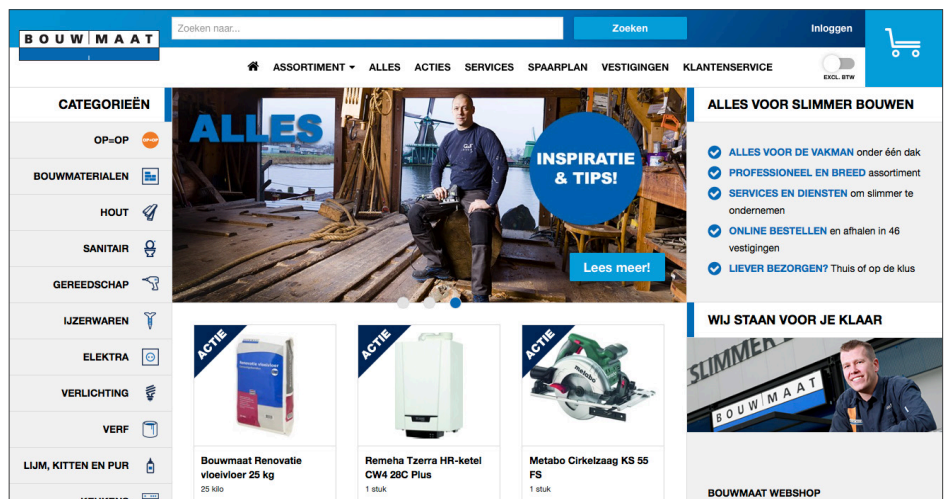 BOUWMAAT
Zoeken naar...
Zoeken
Inloggen
ASSORTIMENT ALLES ACTIES SERVICES SPAARPLAN VESTIGINGEN KLANTENSERVICE
EXCL. BTW
CATEGORIEËN
OP=OP
OP=OP
BOUWMATERIALEN
HOUT
SANITAIR
GEREEDSCHAP
IJZERWAREN
ELEKTRA
VERLICHTING
VERF
LIJM, KITTEN EN PUR
KEUKENS
ALLES
INSPIRATIE
& TIPS!
Lees meer!
ACTIE
Bouwmaat Renovatie
vloeivloer 25 kg
25 kilo
ACTIE
Remeha Tzerra HR-ketel
CW4 28C Plus
1 stuk
ACTIE
metabo
Metabo Cirkelzaag KS 55
FS
1 stuk
ALLES VOOR SLIMMER BOUWEN
ALLES VOOR DE VAKMAN onder één dak
PROFESSIONEEL EN BREED assortiment
SERVICES EN DIENSTEN om slimmer te
ondernemen
ONLINE BESTELLEN en afhalen in 46
vestigingen
LIEVER BEZORGEN? Thuis of op de klus
WIJ STAAN VOOR JE KLAAR
SLIMMER
BOUWMAAT
BOUWMAAT WEBSHOP